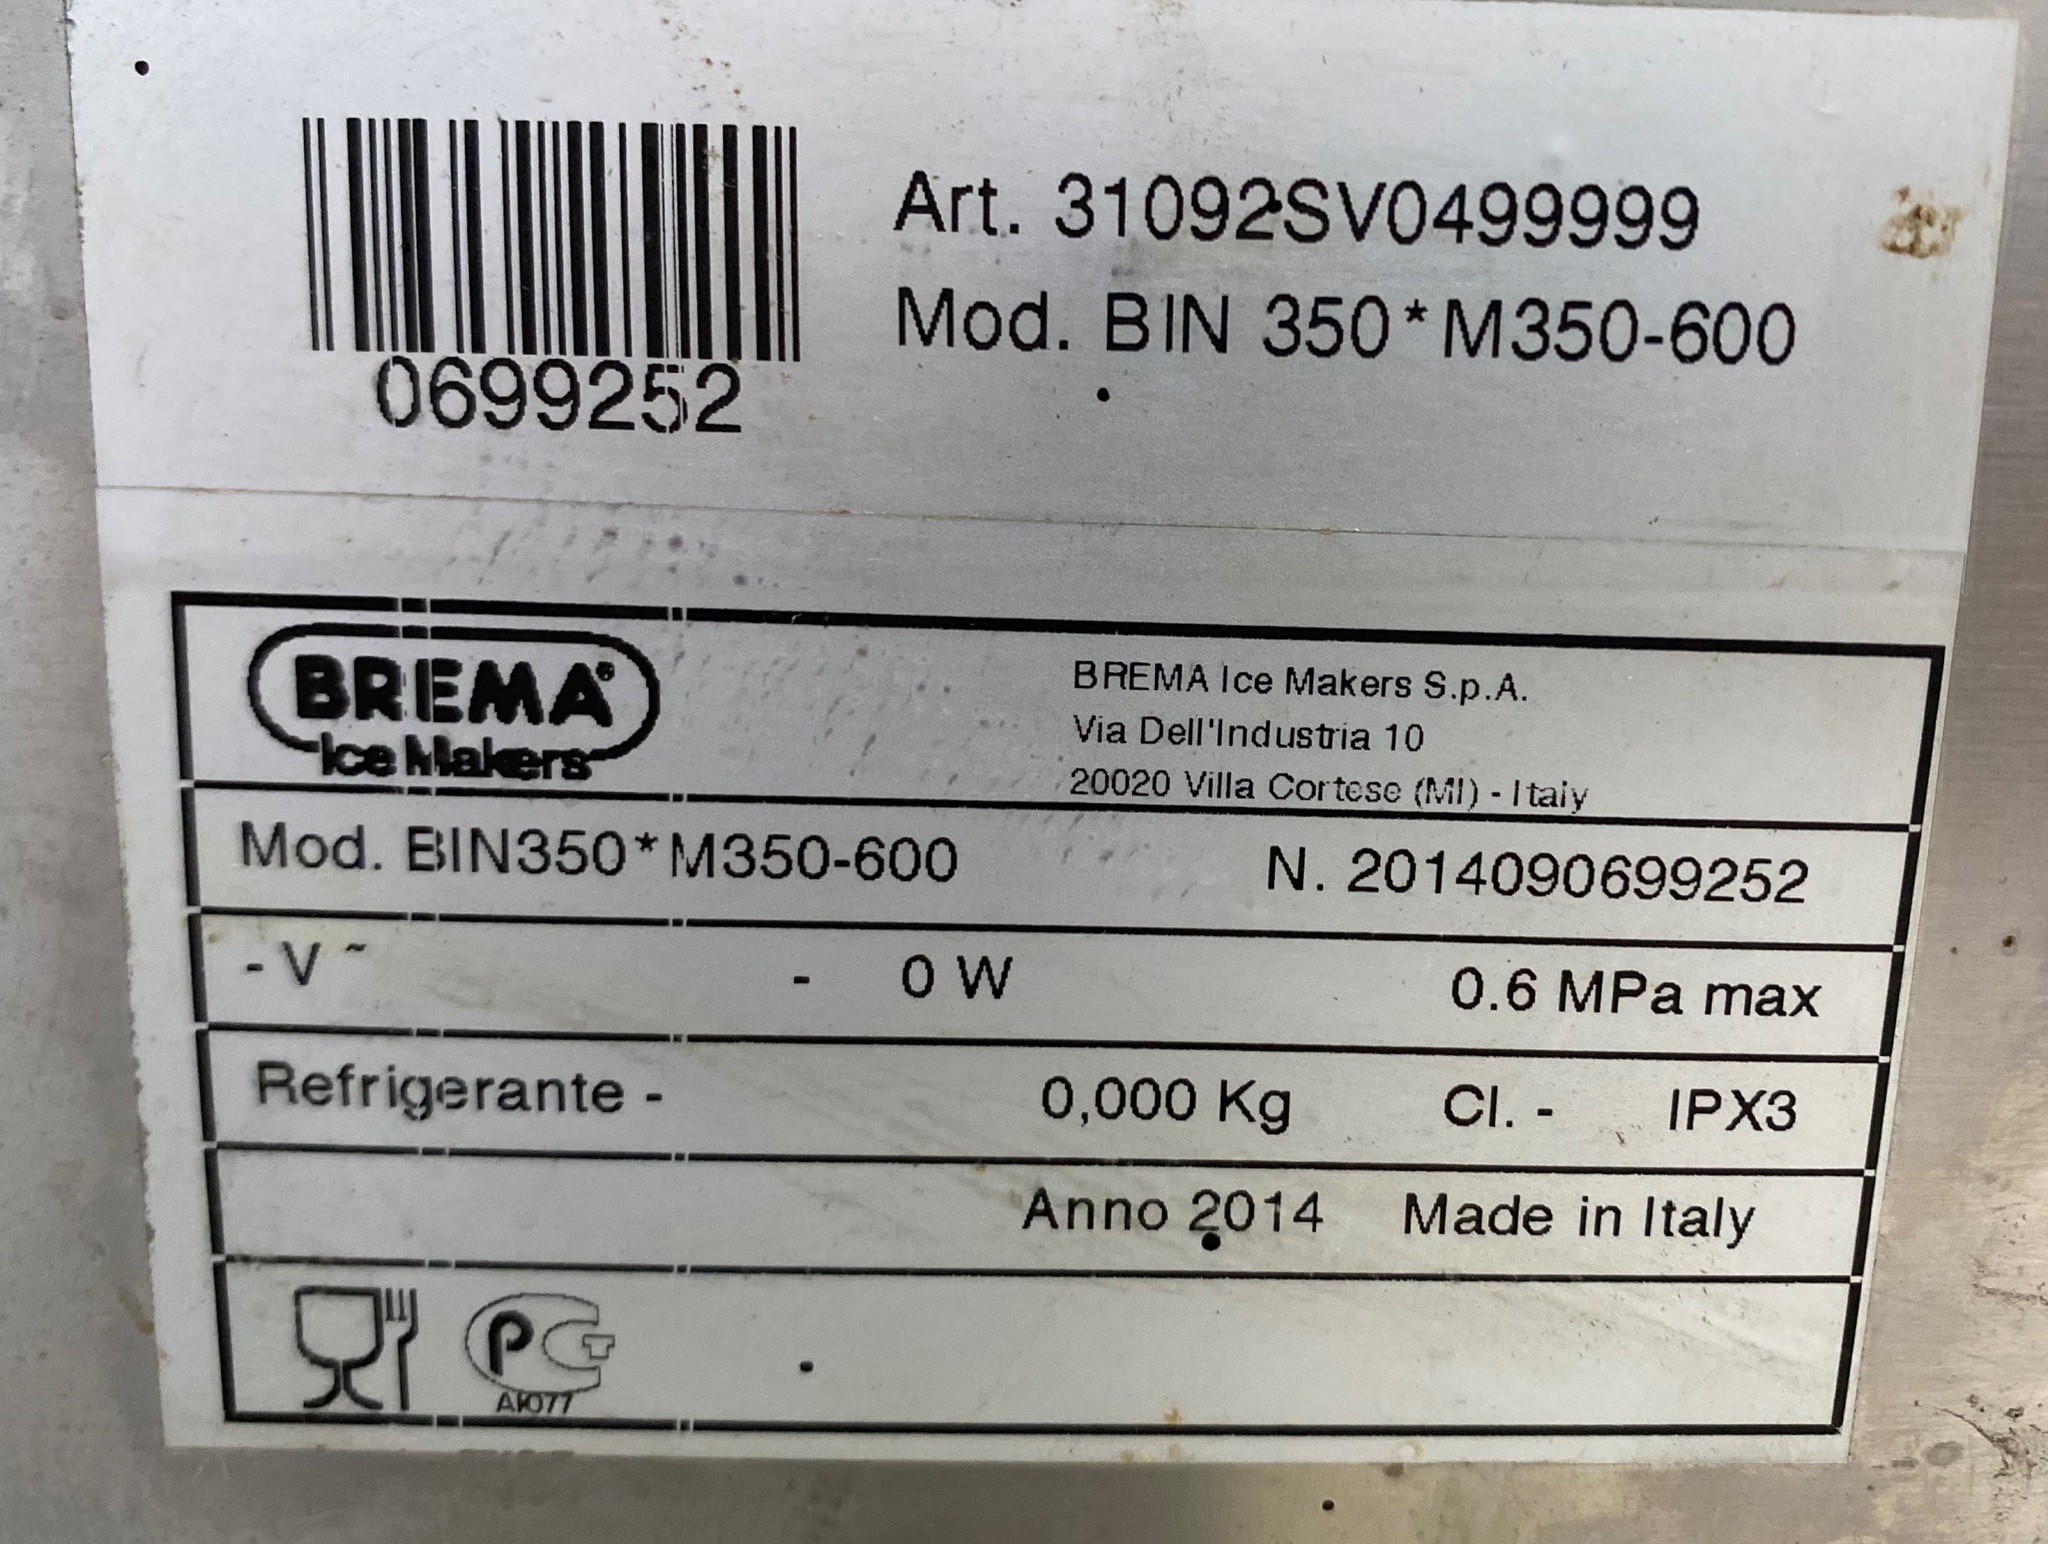 Art. 31092SV0499999
Mod. BIN 350*M350-600
0699252
BREMA®
Ice Makers
BREMA Ice Makers S.p.A.
Via Dell'Industria 10
20020 Villa Cortese (MI) - Italy
Mod. BIN350*M350-600 N. 2014090699252
- V ~ - 0 W 0.6 MPa max
Refrigerante - 0,000 Kg Cl. - IPX3
Anno 2014 Made in Italy
PCT